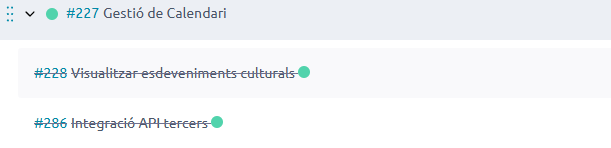 #227 Gestió de Calendari
#228 Visualitzar esdeveniments culturals
#286 Integració API tercers